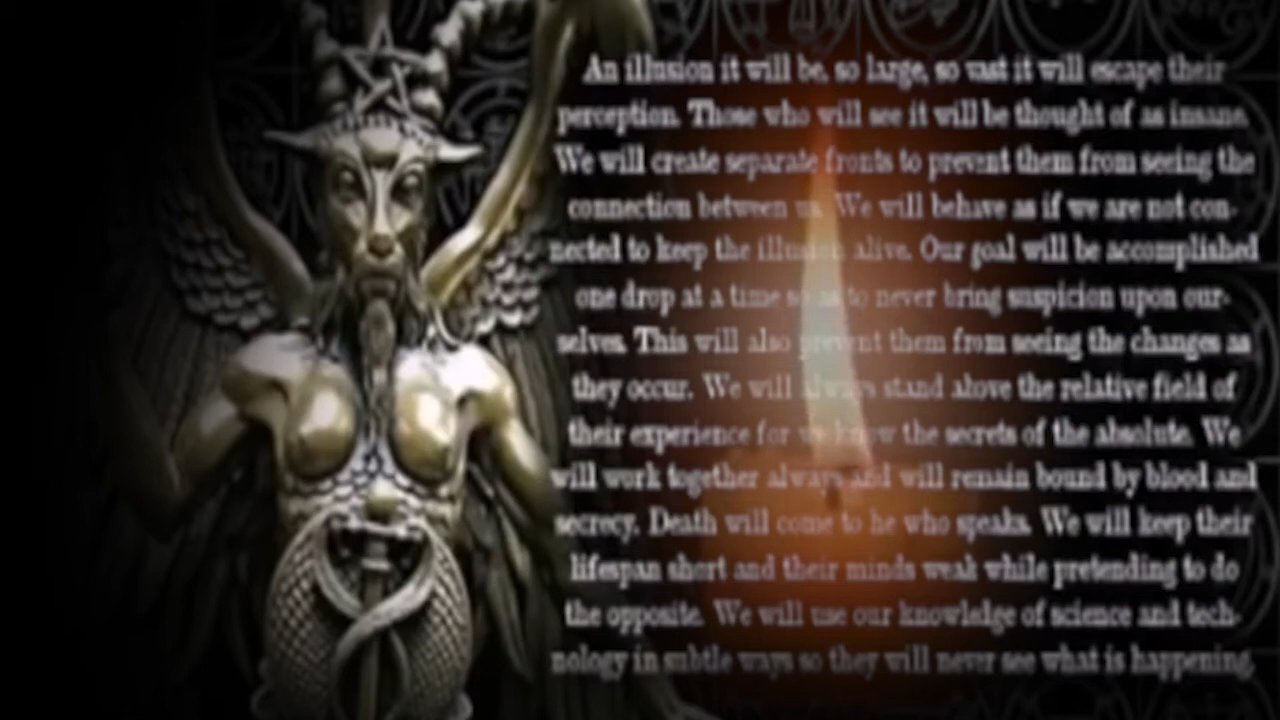 An illusion it will be, so large, so vast it will escape their
perception. Those who will see it will be thought of as insane.
We will create separate fronts to prevent them from seeing the
connection between us. We will behave as if we are not con-
nected to keep the illusion alive. Our goal will be accomplished
one drop at a time so as to never bring suspicion upon our-
selves. This will also prevent them from seeing the changes as
they occur. We will always stand above the relative field of
their experience for we know the secrets of the absolute. We
will work together always and will remain bound by blood and
secrecy. Death will come to he who speaks. We will keep their
lifespan short and their minds weak while pretending to do
the opposite. We will use our knowledge of science and tech-
nology in subtle ways so they will never see what is happening.